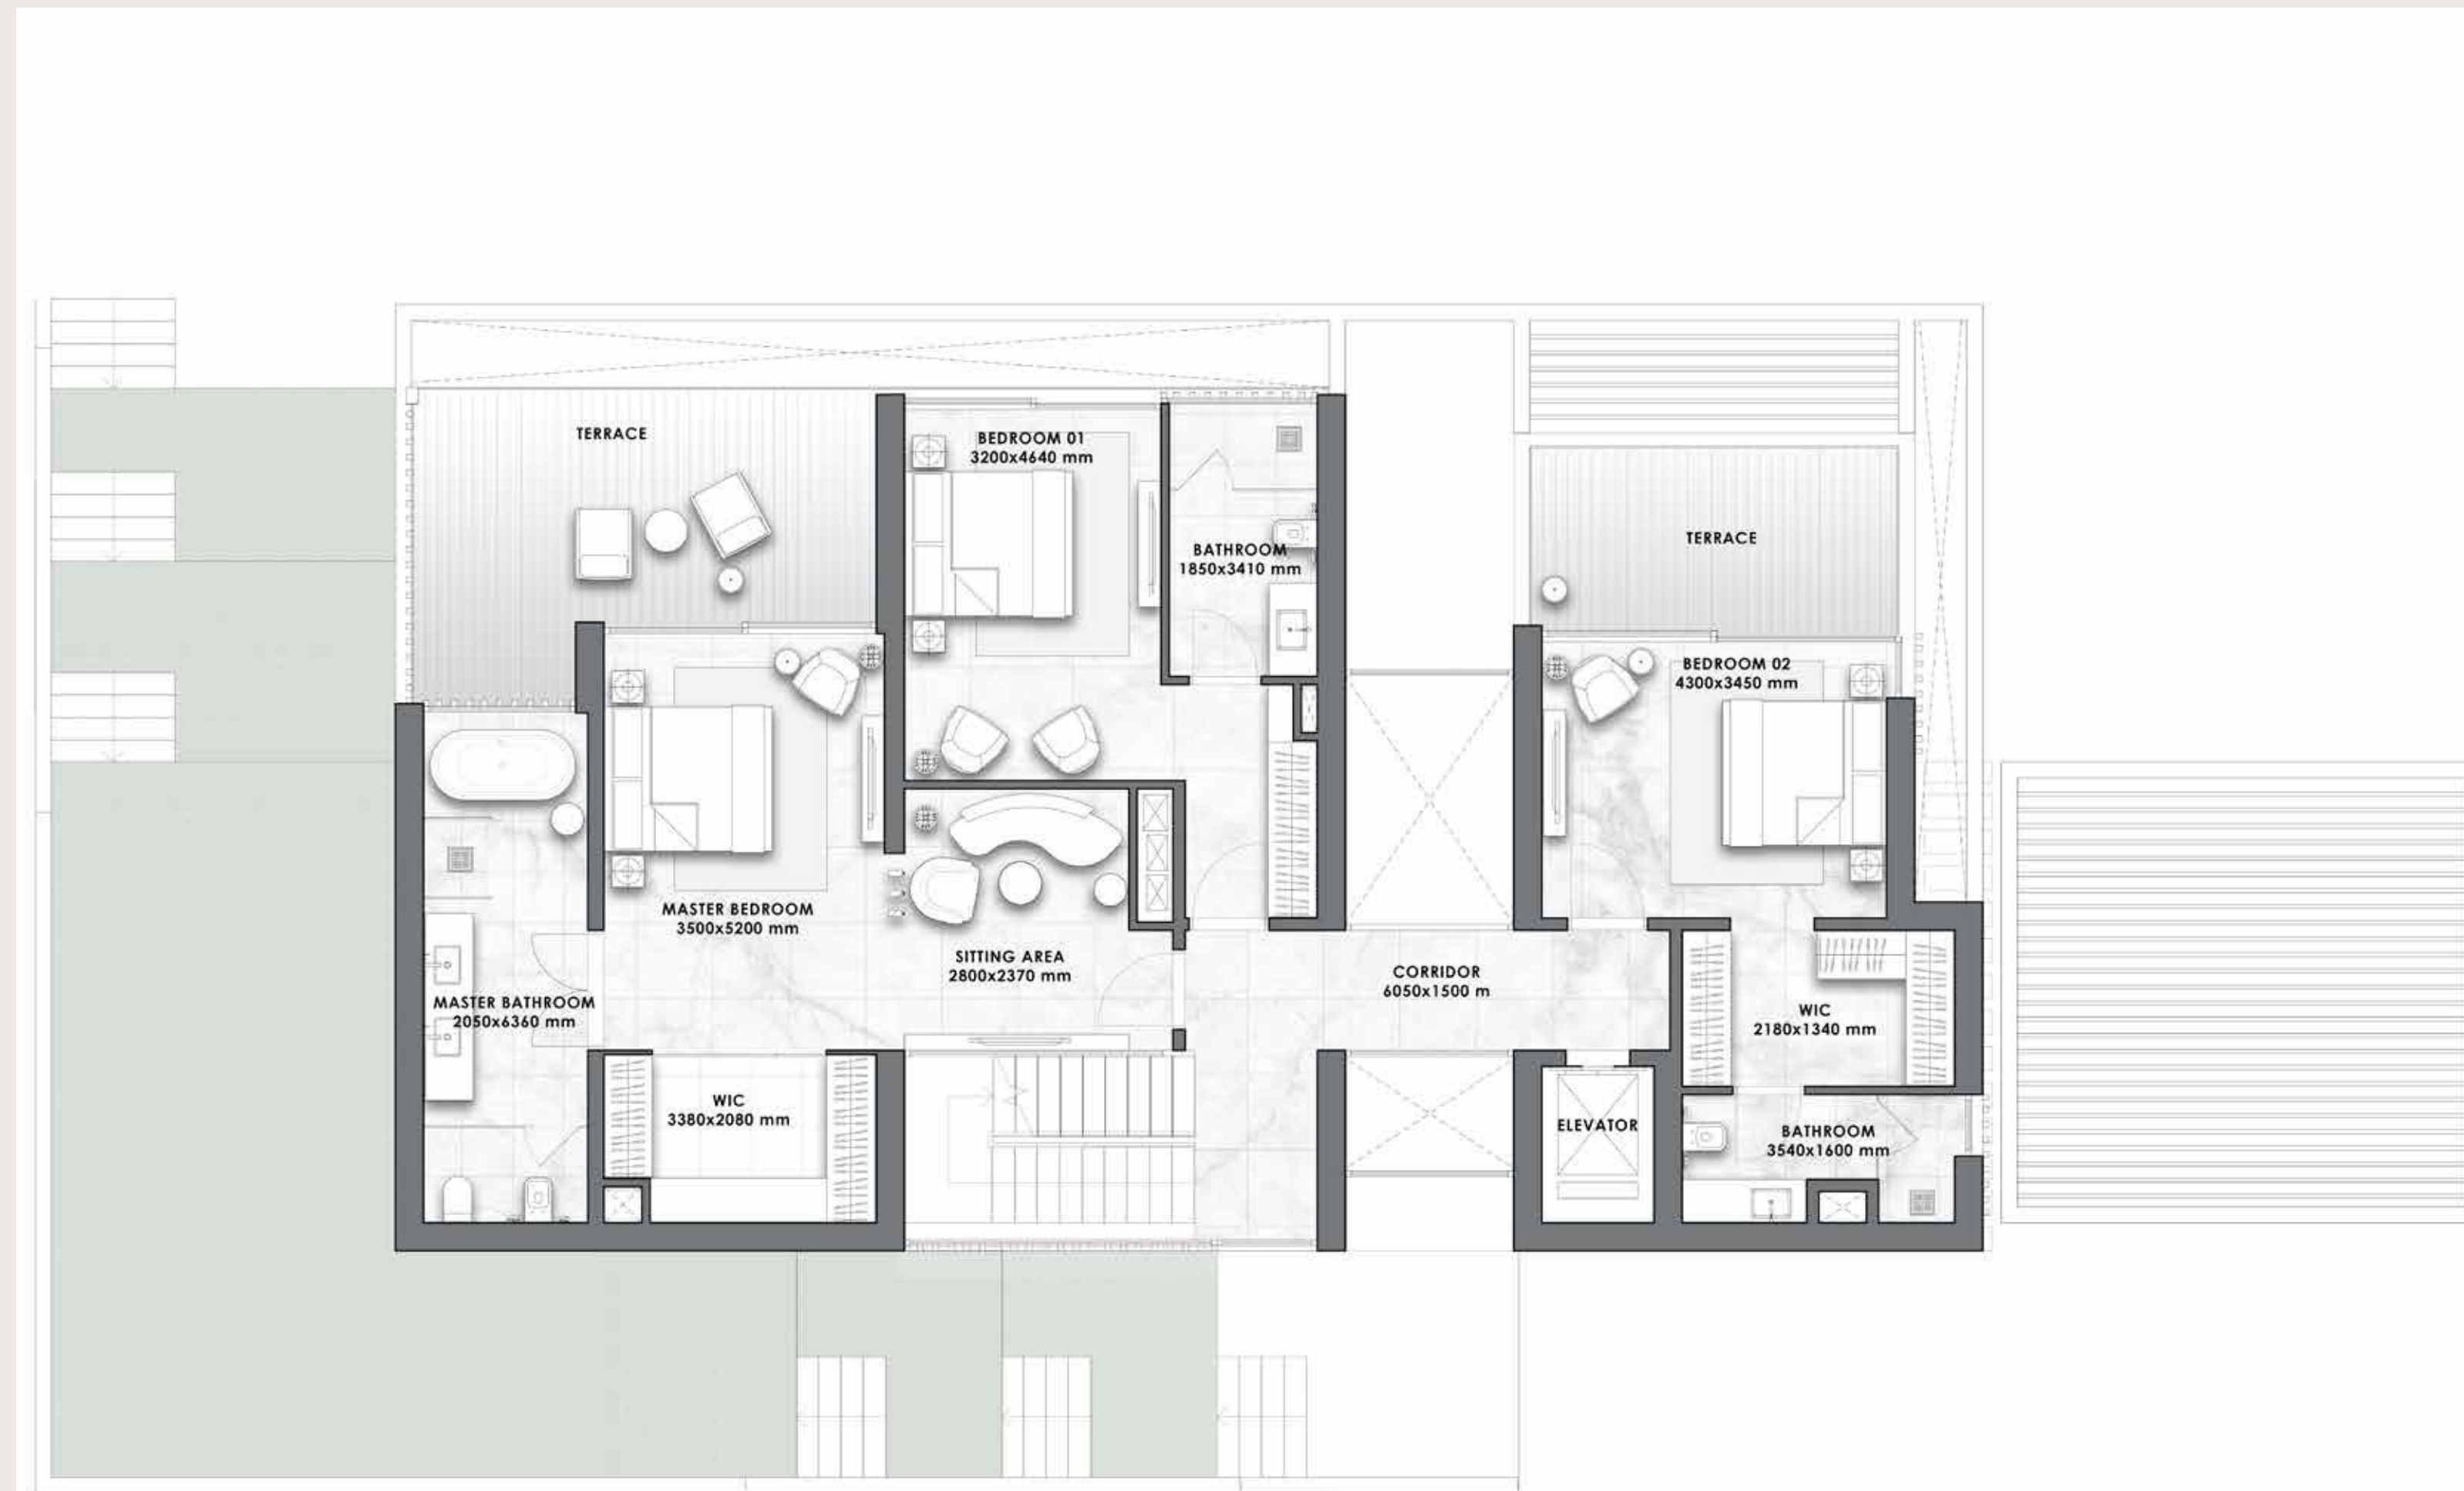 TERRACE
BEDROOM 01
3200x4640 mm
BATHROOM
1850x3410 mm
TERRACE
BEDROOM 02
4300x3450 mm
MASTER BEDROOM
3500x5200 mm
SITTING AREA
2800x2370 mm
CORRIDOR
6050x1500 m
MASTER BATHROOM
2050x6360 mm
WIC
2180x1340 mm
WIC
3380x2080 mm
ELEVATOR
BATHROOM
3540x1600 mm